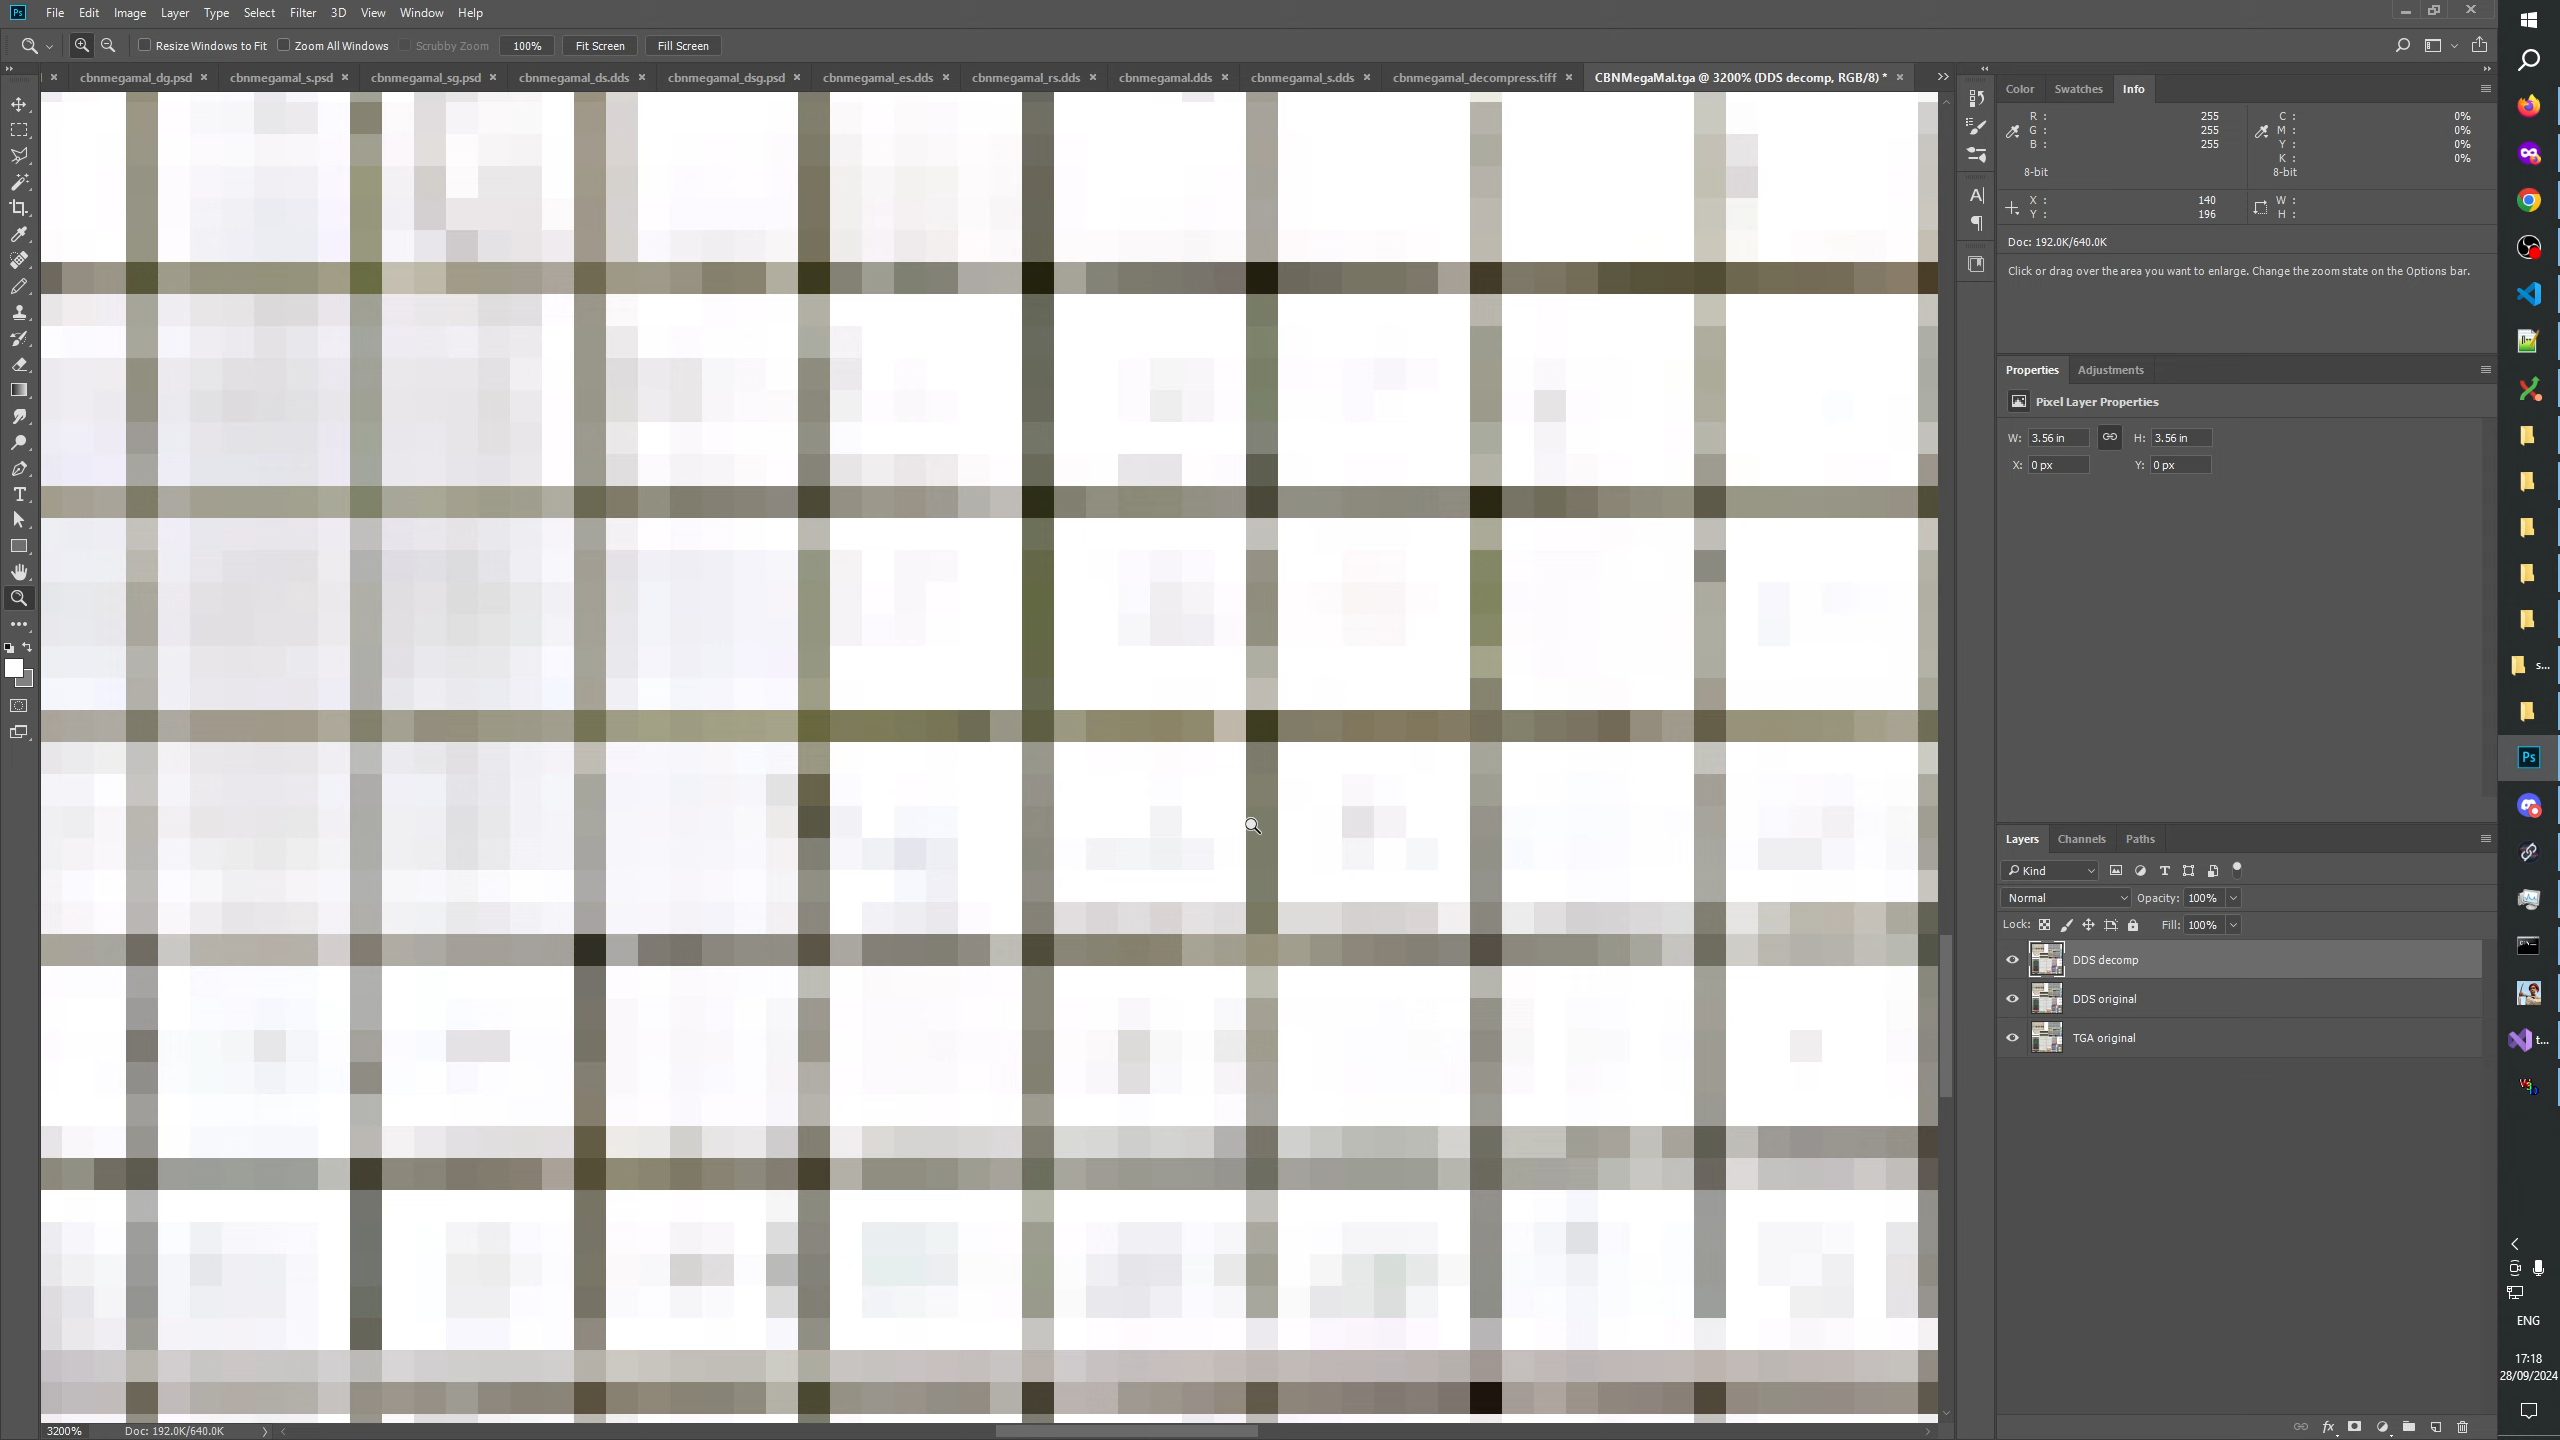 Ps File Edit Image Layer Type Select Filter 3D View Window Help
Resize Windows to Fit Zoom All Windows Scrubby Zoom 100% Fit Screen Fill Screen
cbnmegamal_dg.psd × cbnmegamal_s.psd × cbnmegamal_sg.psd × cbnmegamal_ds.dds × cbnmegamal_dsg.psd × cbnmegamal_es.dds × cbnmegamal_rs.dds × cbnmegamal.dds × cbnmegamal_s.dds × cbnmegamal_decompress.tiff × CBNMegaMal.tga @ 3200% (DDS decomp, RGB/8) * ×
Color Swatches Info
R : 255 C : 0%
G : 255 M : 0%
B : 255 Y : 0%
K : 0%
8-bit 8-bit
X : 140 W :
Y : 196 H :
Doc: 192.0K/640.0K
Click or drag over the area you want to enlarge. Change the zoom state on the Options bar.
Properties Adjustments
Pixel Layer Properties
W: 3.56 in H: 3.56 in
X: 0 px Y: 0 px
s...
Ps
Layers Channels Paths
Kind
Normal Opacity: 100%
Lock: Fill: 100%
DDS decomp
DDS original
TGA original
t...
ENG
17:18
28/09/2024
fx
3200% Doc: 192.0K/640.0K